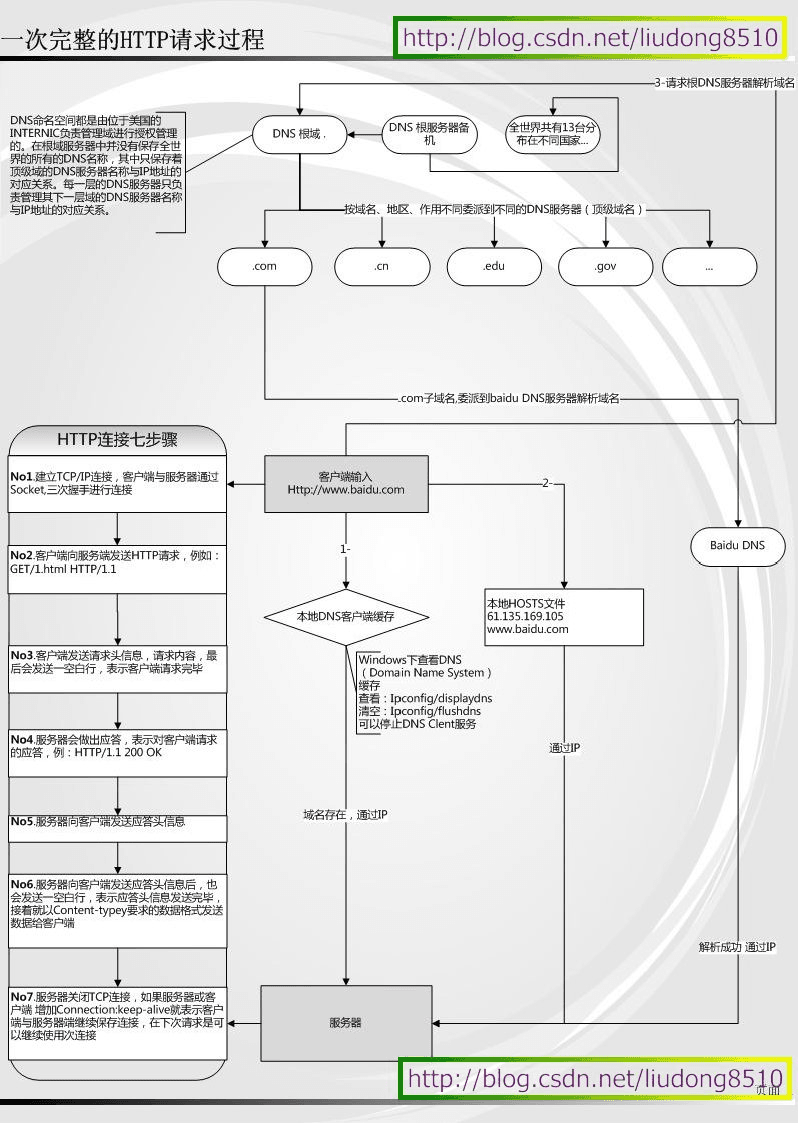 一次完整的HTTP请求过程
http://blog.csdn.net/liudong8510
3-请求根DNS服务器解析域名
DNS命名空间都是由位于美国的
INTERNIC负责管理域进行授权管理
的。在根域服务器中并没有保存全世
界的所有的DNS名称，其中只保存着
顶级域的DNS服务器名称与IP地址的
对应关系。每一层的DNS服务器只负
责管理其下一层域的DNS服务器名称
与IP地址的对应关系。
DNS 根域 .
DNS 根服务器备
机
全世界共有13台分
布在不同国家...
按域名、地区、作用不同委派到不同的DNS服务器（顶级域名）
.com
.cn
.edu
.gov
...
.com子域名,委派到baidu DNS服务器解析域名
HTTP连接七步骤
No1.建立TCP/IP连接，客户端与服务器通过
Socket,三次握手进行连接
No2.客户端向服务端发送HTTP请求，例如：
GET/1.html HTTP/1.1
No3.客户端发送请求头信息，请求内容，最
后会发送一空白行，表示客户端请求完毕
No4.服务器会做出应答，表示对客户端请求
的应答，例：HTTP/1.1 200 OK
No5.服务器向客户端发送应答头信息
No6.服务器向客户端发送应答头信息后，也
会发送一空白行，表示应答头信息发送完毕，
接着就以Content-typey要求的数据格式发送
数据给客户端
No7.服务器关闭TCP连接，如果服务器或客
户端 增加Connection:keep-alive就表示客户
端与服务器端继续保存连接，在下次请求是可
以继续使用次连接
客户端输入
Http://www.baidu.com
1-
2-
Baidu DNS
本地DNS客户端缓存
本地HOSTS文件
61.135.169.105
www.baidu.com
Windows下查看DNS
（Domain Name System）
缓存
查看：Ipconfig/displaydns
清空：Ipconfig/flushdns
可以停止DNS Clent服务
通过IP
域名存在，通过IP
解析成功 通过IP
服务器
http://blog.csdn.net/liudong8510
页面